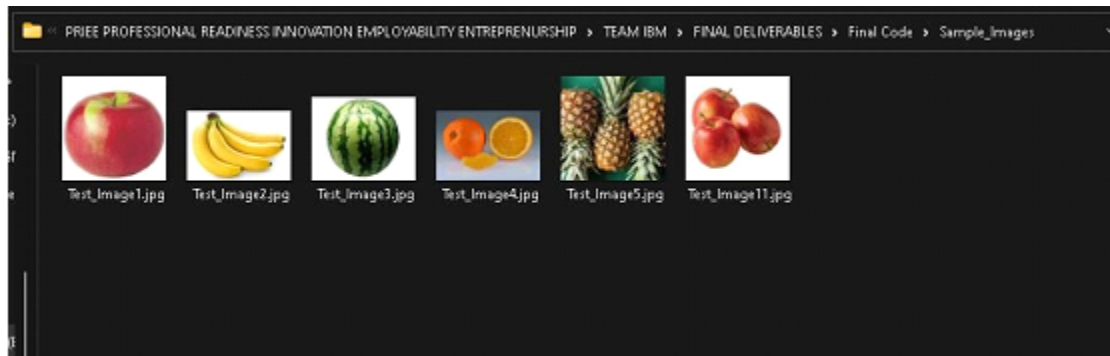 PRIEE PROFESSIONAL READINESS INNOVATION EMPLOYABILITY ENTREPRENURSHIP › TEAM IBM › FINAL DELIVERABLES › Final Code › Sample_Images
Test_Image1.jpg Test_Image2.jpg Test_Image3.jpg Test_Image4.jpg Test_Image5.jpg Test_Image11.jpg